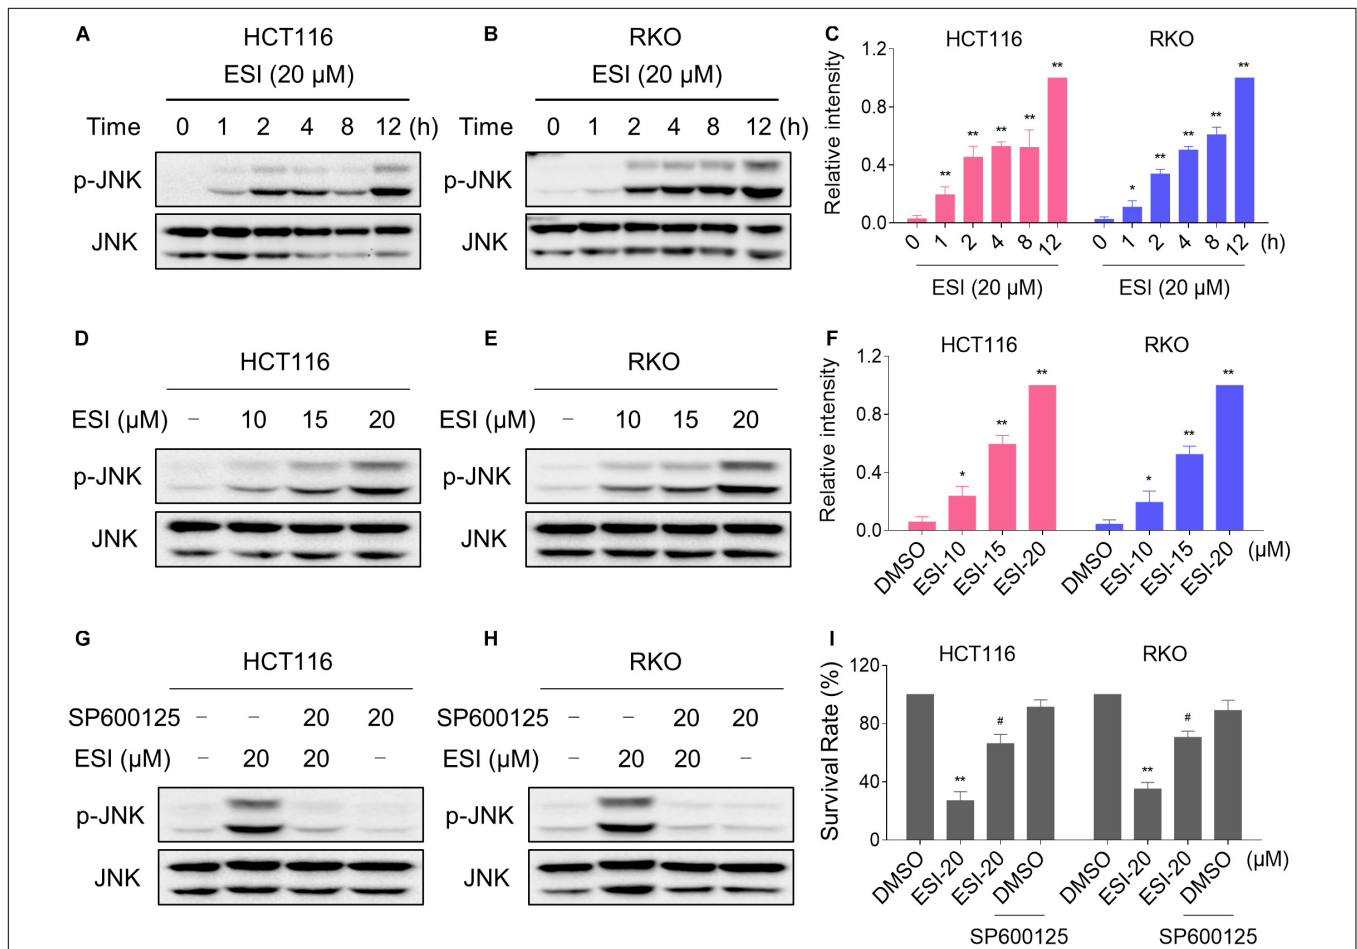 A
HCT116
ESI (20 μM)
Time 0 1 2 4 8 12 (h)
p-JNK
JNK
B
RKO
ESI (20 μM)
Time 0 1 2 4 8 12 (h)
p-JNK
JNK
C
HCT116 RKO
Relative intensity
1.2
0.8
0.4
0.0
** ** ** ** **
* ** ** ** **
0 1 2 4 8 12 0 1 2 4 8 12 (h)
ESI (20 μM) ESI (20 μM)
D
HCT116
ESI (μM) – 10 15 20
p-JNK
JNK
E
RKO
ESI (μM) – 10 15 20
p-JNK
JNK
F
HCT116 RKO
Relative intensity
1.2
0.8
0.4
0.0
* ** **
* ** **
DMSO ESI-10 ESI-15 ESI-20 DMSO ESI-10 ESI-15 ESI-20 (μM)
G
HCT116
SP600125 – – 20 20
ESI (μM) – 20 20 –
p-JNK
JNK
H
RKO
SP600125 – – 20 20
ESI (μM) – 20 20 –
p-JNK
JNK
I
HCT116 RKO
Survival Rate (%)
120
80
40
0
** #
** #
DMSO ESI-20 ESI-20 DMSO DMSO ESI-20 ESI-20 DMSO (μM)
SP600125 SP600125